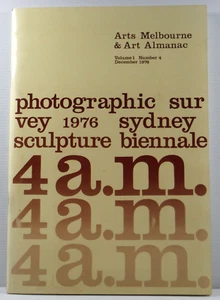 Arts Melbourne
& Art Almanac
Volume 1 Number 4
December 1976
photographic sur
vey 1976 sydney
sculpture biennale
4 a.m.
4 a.m.
4 a.m.